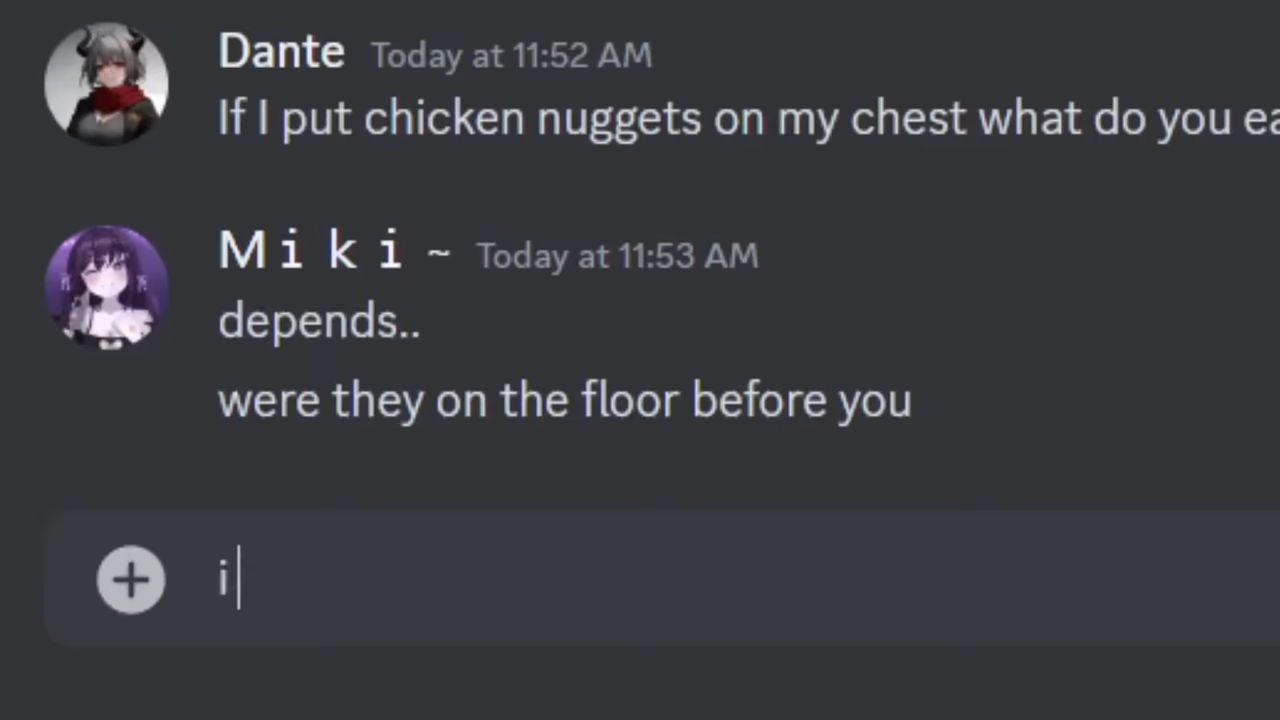 Dante Today at 11:52 AM
If I put chicken nuggets on my chest what do you
M i k i ~ Today at 11:53 AM
depends..
were they on the floor before you
i